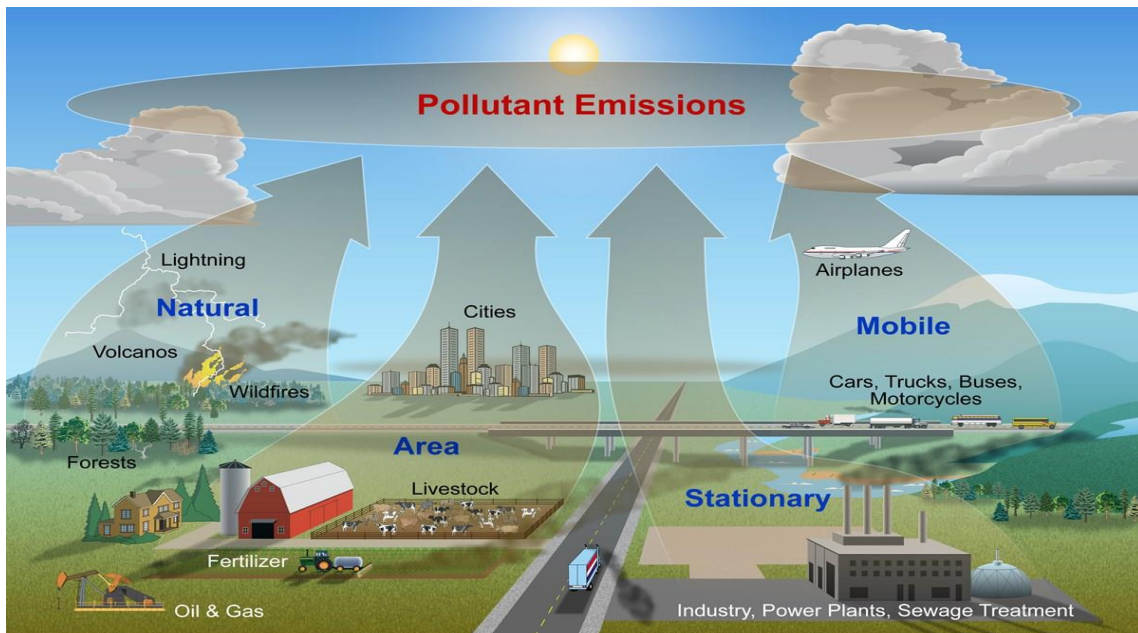 Pollutant Emissions
Lightning
Natural
Volcanos
Wildfires
Forests
Cities
Area
Livestock
Fertilizer
Oil & Gas
Airplanes
Mobile
Cars, Trucks, Buses,
Motorcycles
Stationary
Industry, Power Plants, Sewage Treatment